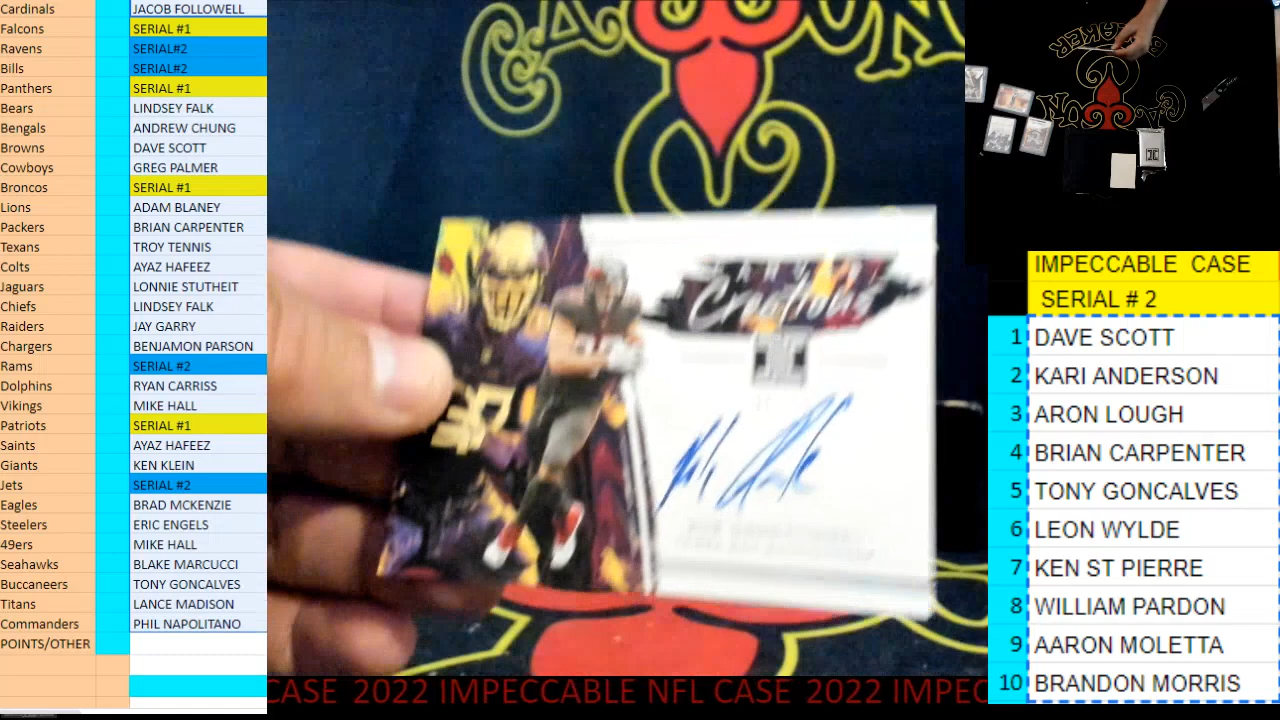 Cardinals JACOB FOLLOWELL
Falcons SERIAL #1
Ravens SERIAL#2
Bills SERIAL#2
Panthers SERIAL #1
Bears LINDSEY FALK
Bengals ANDREW CHUNG
Browns DAVE SCOTT
Cowboys GREG PALMER
Broncos SERIAL #1
Lions ADAM BLANEY
Packers BRIAN CARPENTER
Texans TROY TENNIS
Colts AYAZ HAFEEZ
Jaguars LONNIE STUTHEIT
Chiefs LINDSEY FALK
Raiders JAY GARRY
Chargers BENJAMON PARSON
Rams SERIAL #2
Dolphins RYAN CARRISS
Vikings MIKE HALL
Patriots SERIAL #1
Saints AYAZ HAFEEZ
Giants KEN KLEIN
Jets SERIAL #2
Eagles BRAD MCKENZIE
Steelers ERIC ENGELS
49ers MIKE HALL
Seahawks BLAKE MARCUCCI
Buccaneers TONY GONCALVES
Titans LANCE MADISON
Commanders PHIL NAPOLITANO
POINTS/OTHER
Creations
CASE 2022 IMPECCABLE NFL CASE 2022 IMPEC
IMPECCABLE CASE
SERIAL # 2
1 DAVE SCOTT
2 KARI ANDERSON
3 ARON LOUGH
4 BRIAN CARPENTER
5 TONY GONCALVES
6 LEON WYLDE
7 KEN ST PIERRE
8 WILLIAM PARDON
9 AARON MOLETTA
10 BRANDON MORRIS